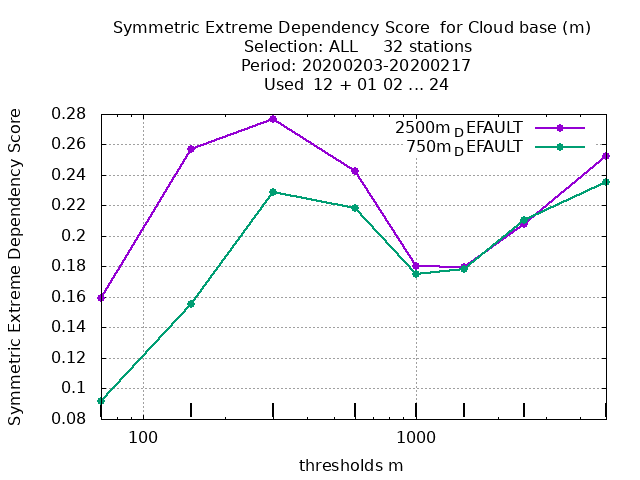 Symmetric Extreme Dependency Score  for Cloud base (m)
Selection: ALL     32 stations
Period: 20200203-20200217
Used  12 + 01 02 ... 24
Symmetric Extreme Dependency Score
0.28
0.26
0.24
0.22
0.2
0.18
0.16
0.14
0.12
0.1
0.08
2500m_DEFAULT
750m_DEFAULT
100
1000
thresholds m